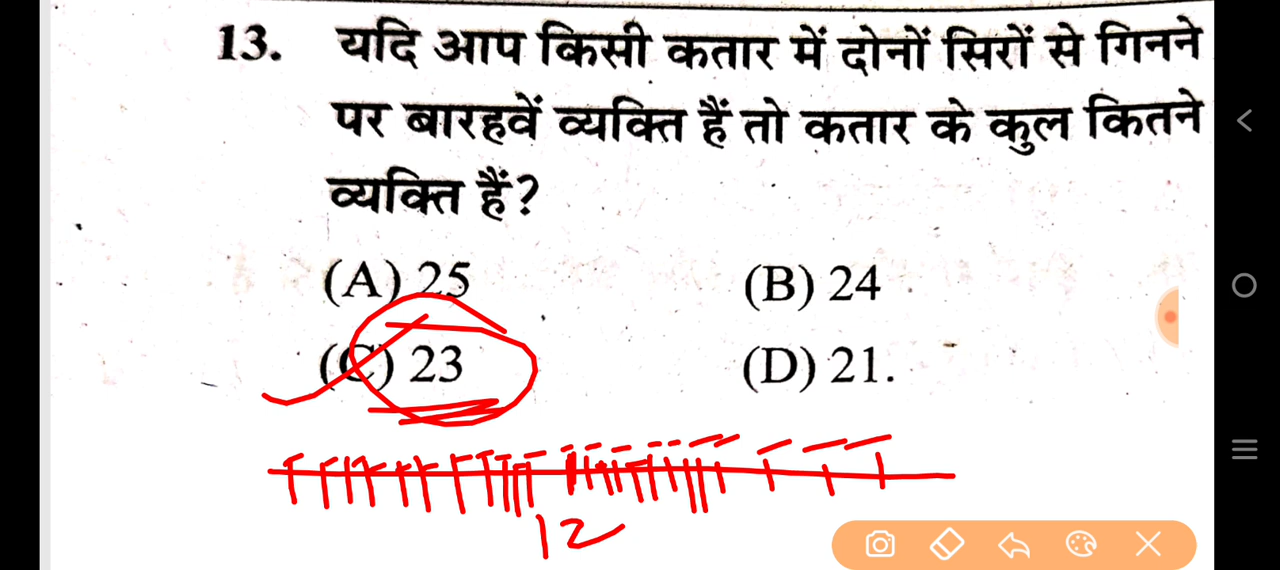 13. यदि आप किसी कतार में दोनों सिरों से गिनने
पर बारहवें व्यक्ति हैं तो कतार के कुल कितने
व्यक्ति हैं?
(A) 25 (B) 24
(C) 23 (D) 21.
12